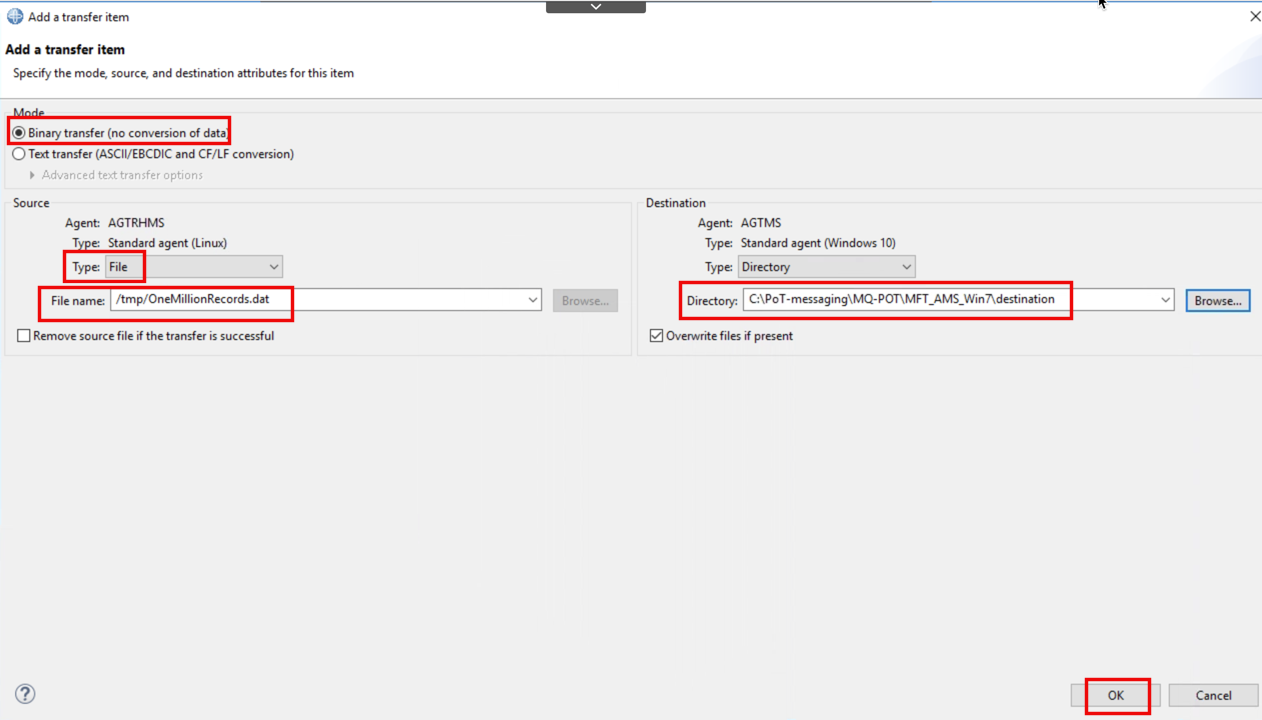 Add a transfer item
Add a transfer item
Specify the mode, source, and destination attributes for this item
Mode
Binary transfer (no conversion of data)
Text transfer (ASCII/EBCDIC and CF/LF conversion)
Advanced text transfer options
Source
Agent: AGTRHMS
Type: Standard agent (Linux)
Type: File
File name: /tmp/OneMillionRecords.dat
Browse...
Remove source file if the transfer is successful
Destination
Agent: AGTMS
Type: Standard agent (Windows 10)
Type: Directory
Directory: C:\PoT-messaging\MQ-POT\MFT_AMS_Win7\destination
Browse...
Overwrite files if present
?
OK
Cancel